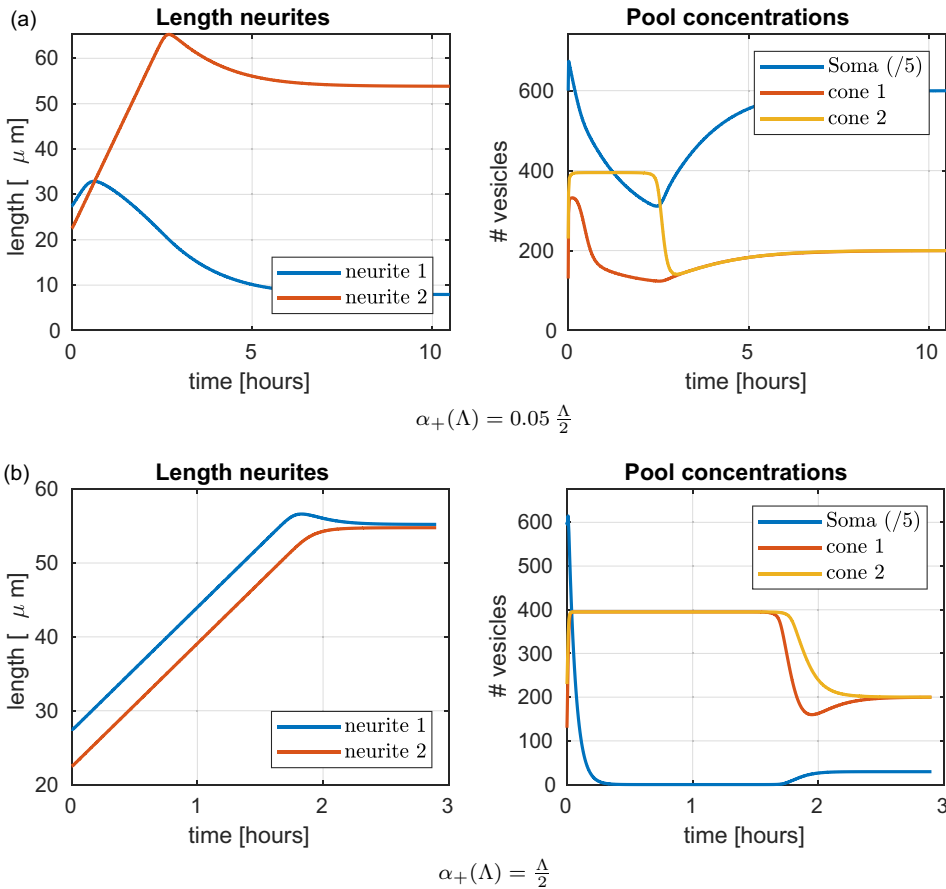 (a)
Length neurites
length [ μ m]
60
50
40
30
20
10
0
neurite 1
neurite 2
0 5 10
time [hours]
Pool concentrations
# vesicles
600
400
200
0
Soma (/5)
cone 1
cone 2
0 5 10
time [hours]
α₊(Λ) = 0.05 Λ/2
(b)
Length neurites
length [ μ m]
60
50
40
30
20
neurite 1
neurite 2
0 1 2 3
time [hours]
Pool concentrations
# vesicles
600
500
400
300
200
100
0
Soma (/5)
cone 1
cone 2
0 1 2 3
time [hours]
α₊(Λ) = Λ/2